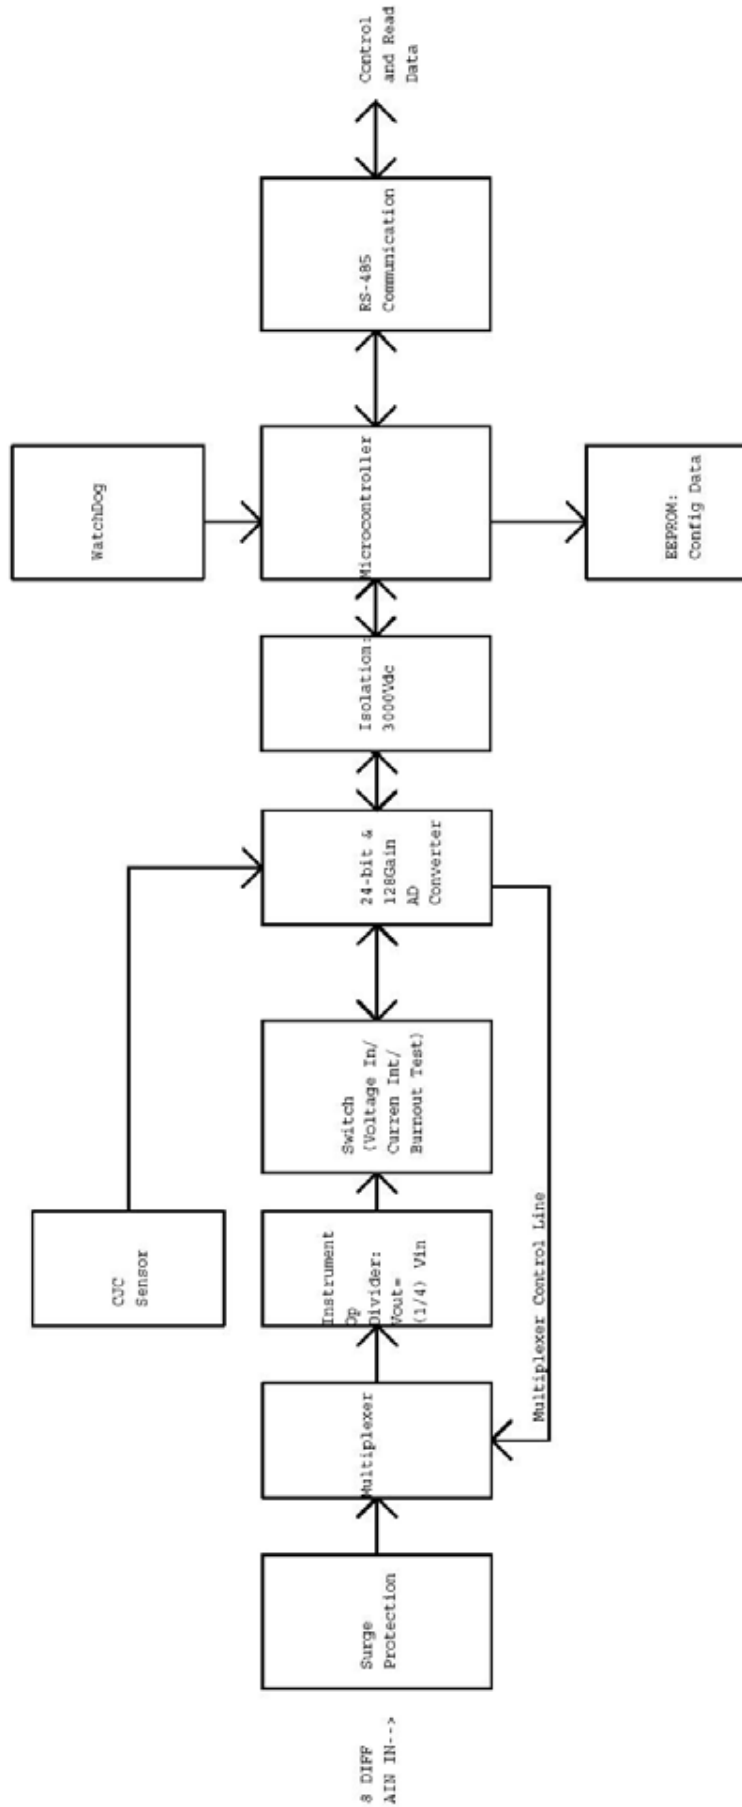 8 DIFF
AIN IN-->
Surge
Protection
Multiplexer
Instrument
Op
Divider:
Vout=
(1/4) Vin
Switch
(Voltage In/
Curren Int/
Burnout Test)
24-bit &
128Gain
AD
Converter
Isolation:
3000Vdc
Microcontroller
RS-485
Communication
Control
and Read
Data
CJC
Sensor
WatchDog
EEPROM:
Config Data
Multiplexer Control Line